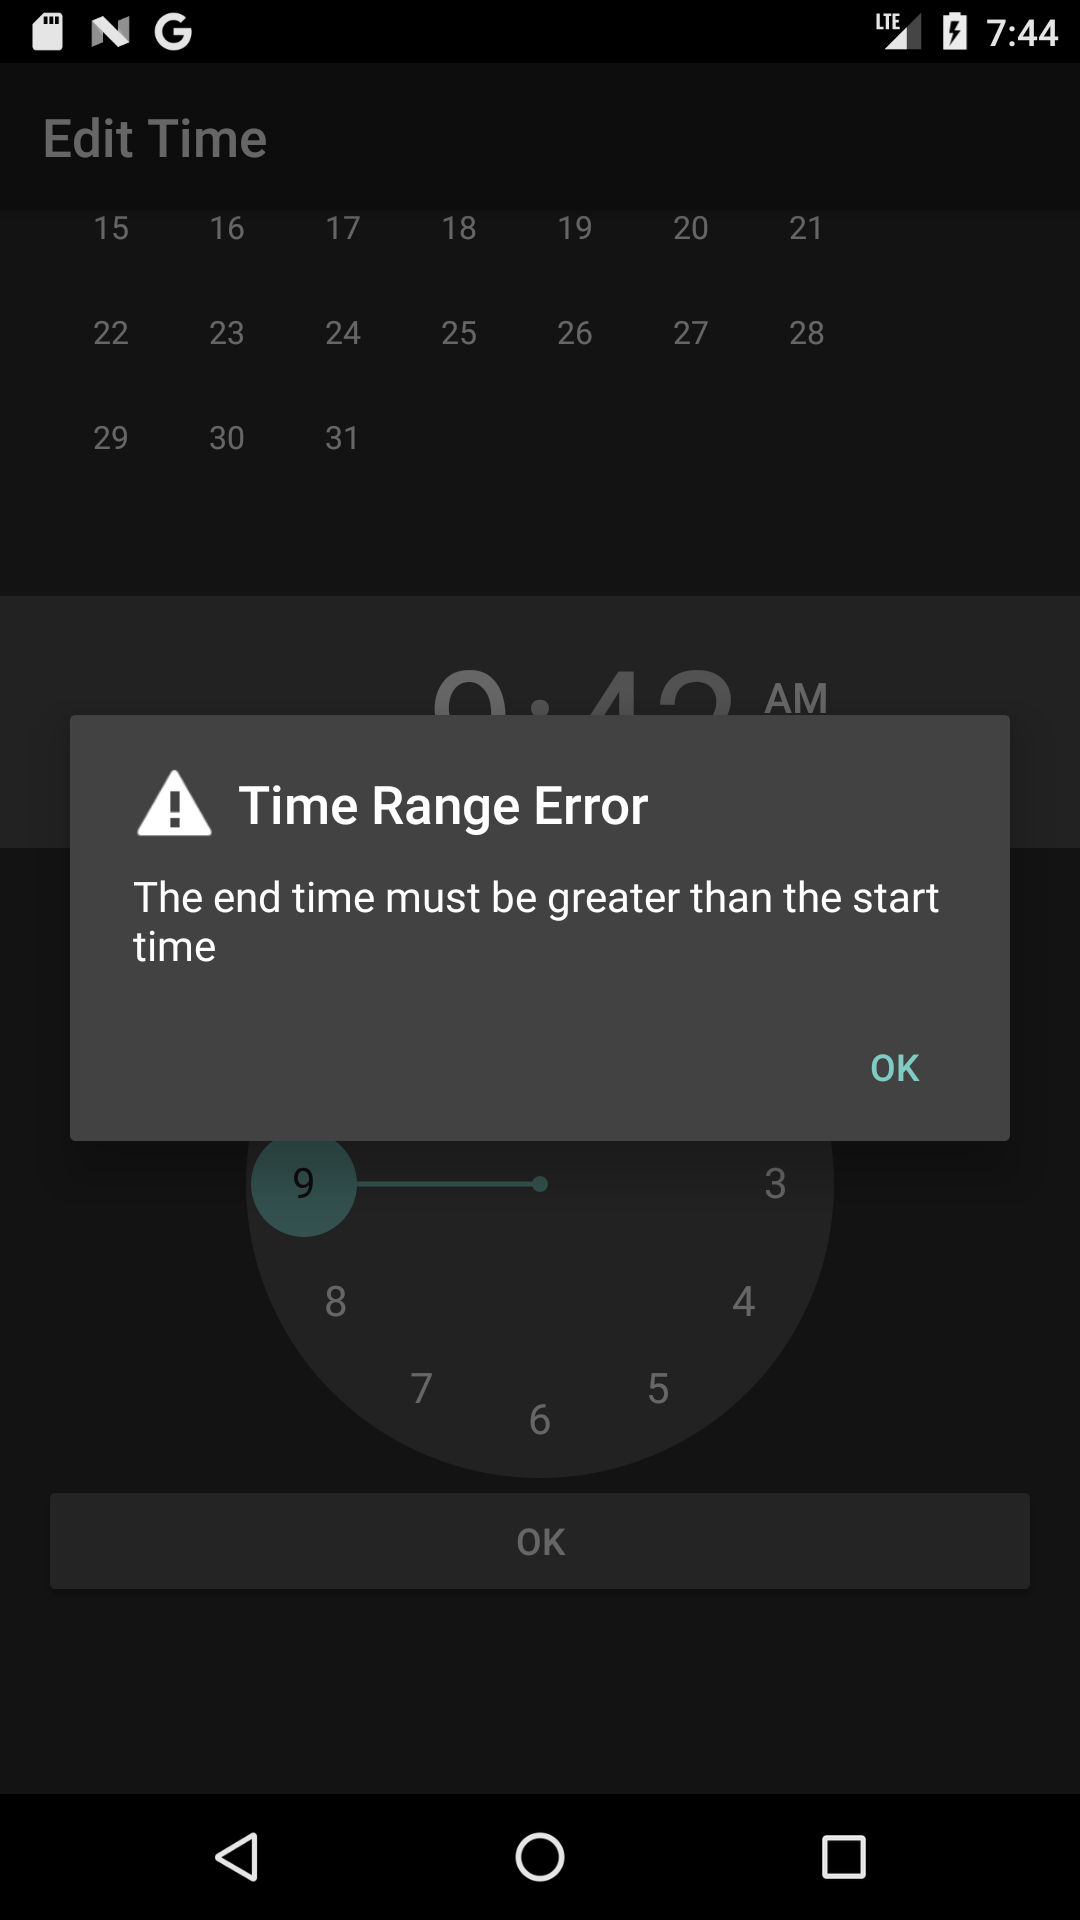 LTE 7:44
Edit Time
15 16 17 18 19 20 21
22 23 24 25 26 27 28
29 30 31
AM
Time Range Error
The end time must be greater than the start
time
OK
9 3
8 4
7 5
6
OK